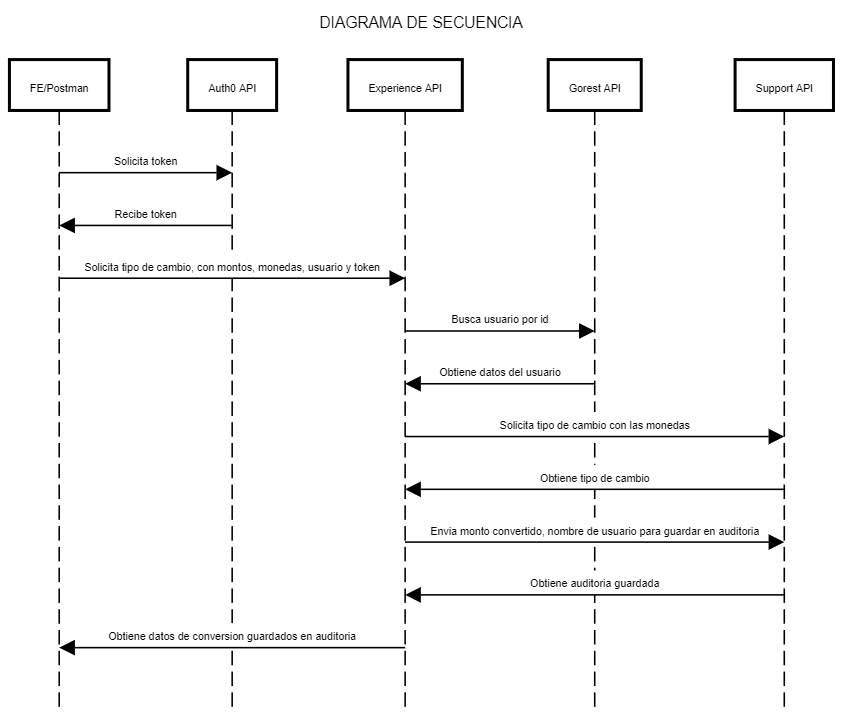 DIAGRAMA DE SECUENCIA
FE/Postman
Auth0 API
Experience API
Gorest API
Support API
Solicita token
Recibe token
Solicita tipo de cambio, con montos, monedas, usuario y token
Busca usuario por id
Obtiene datos del usuario
Solicita tipo de cambio con las monedas
Obtiene tipo de cambio
Envia monto convertido, nombre de usuario para guardar en auditoria
Obtiene auditoria guardada
Obtiene datos de conversion guardados en auditoria